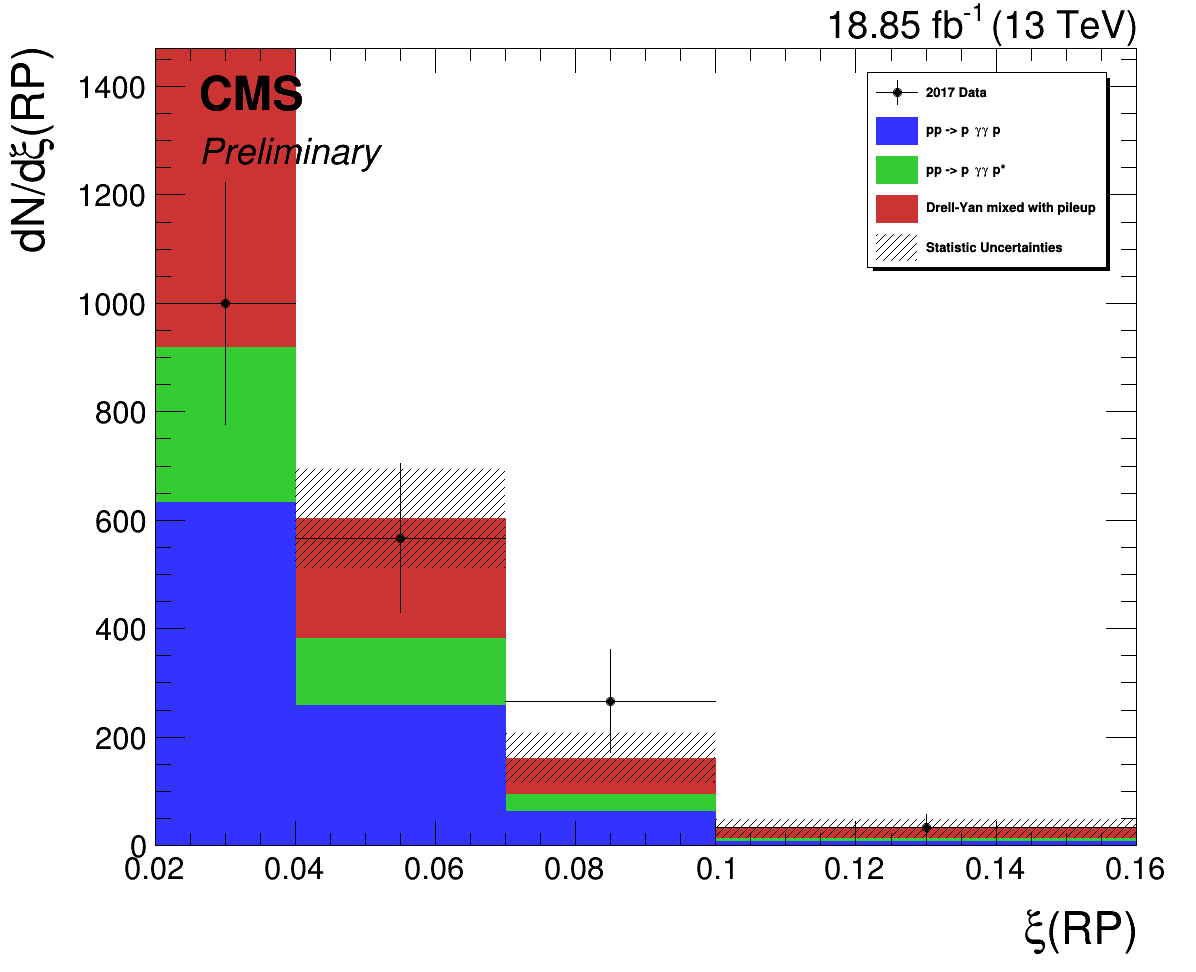 18.85 fb-1 (13 TeV)
dN/dξ(RP)
CMS
Preliminary
2017 Data
pp -> p γγ p
pp -> p γγ p*
Drell-Yan mixed with pileup
Statistic Uncertainties
1400
1200
1000
800
600
400
200
0
0.02 0.04 0.06 0.08 0.1 0.12 0.14 0.16
ξ(RP)